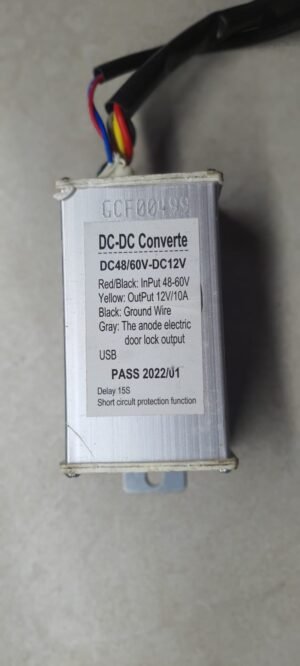 GCF00499
DC-DC Converte
DC48/60V-DC12V
Red/Black: InPut 48-60V
Yellow: OutPut 12V/10A
Black: Ground Wire
Gray: The anode electric
door lock output
USB
PASS 2022/01
Delay 15S
Short circuit protection function